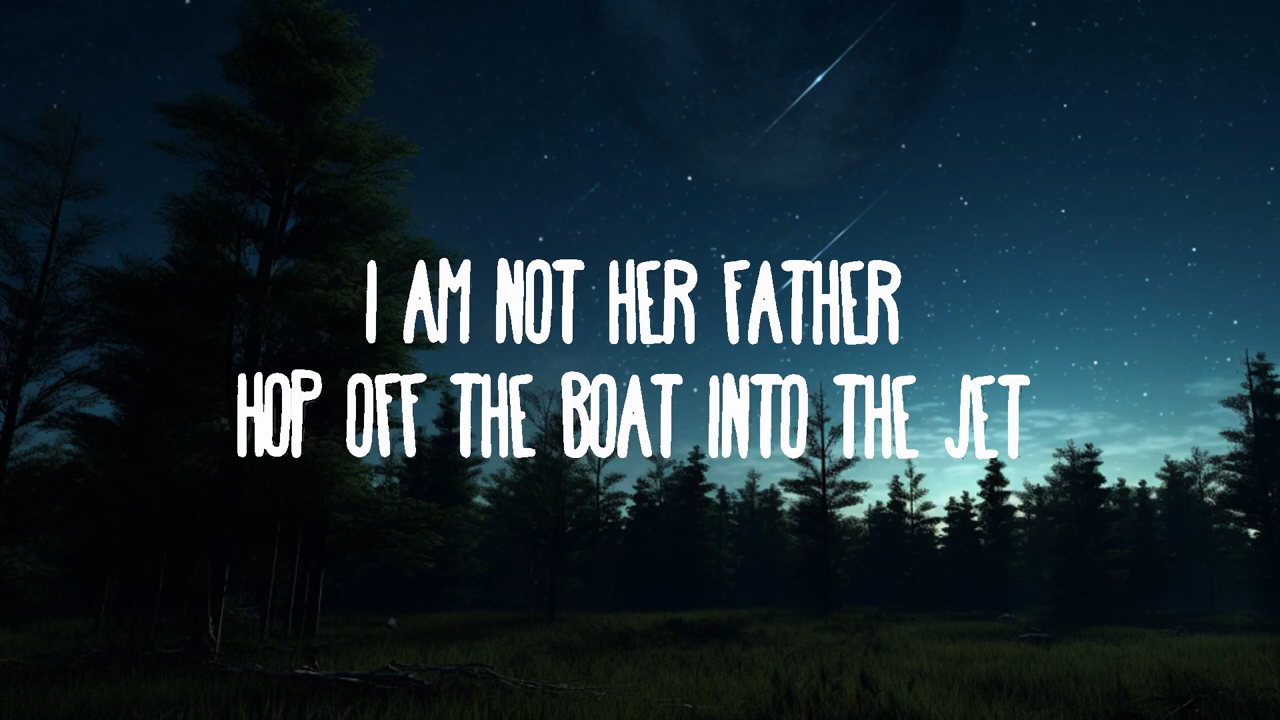 I AM NOT HER FATHER
HOP OFF THE BOAT INTO THE JET